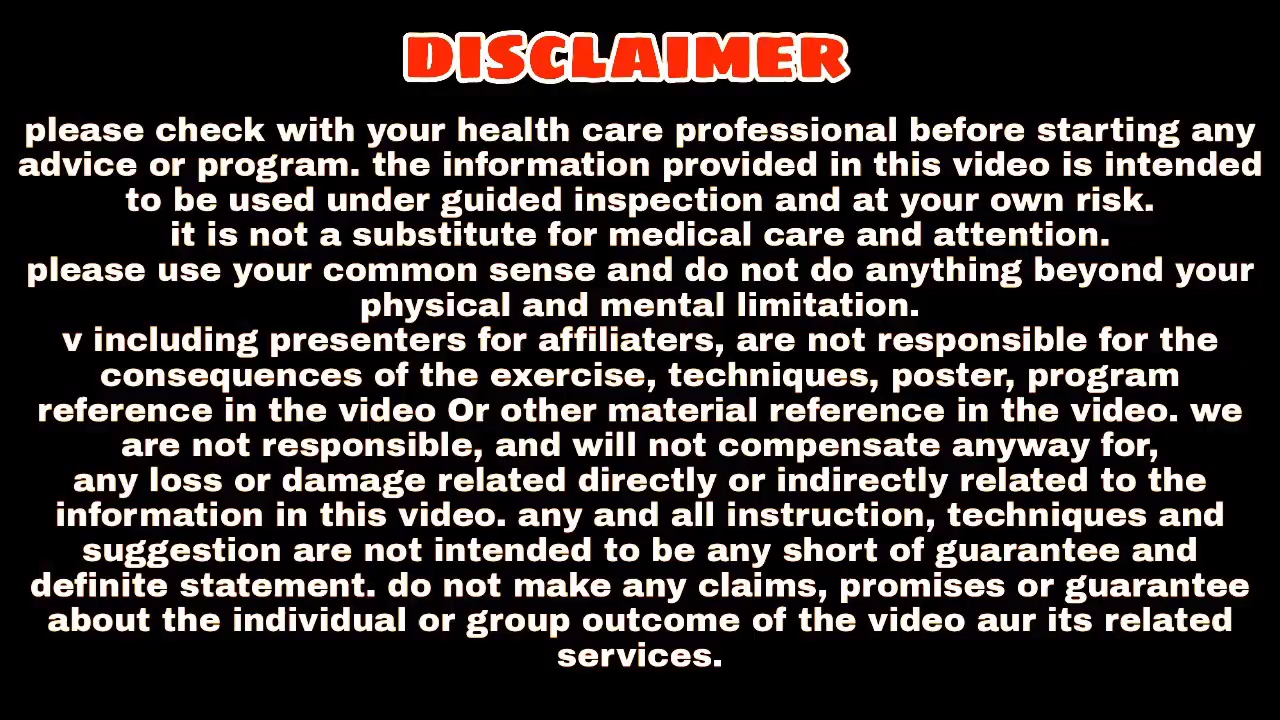 DISCLAIMER
please check with your health care professional before starting any
advice or program. the information provided in this video is intended
to be used under guided inspection and at your own risk.
it is not a substitute for medical care and attention.
please use your common sense and do not do anything beyond your
physical and mental limitation.
v including presenters for affiliaters, are not responsible for the
consequences of the exercise, techniques, poster, program
reference in the video Or other material reference in the video. we
are not responsible, and will not compensate anyway for,
any loss or damage related directly or indirectly related to the
information in this video. any and all instruction, techniques and
suggestion are not intended to be any short of guarantee and
definite statement. do not make any claims, promises or guarantee
about the individual or group outcome of the video aur its related
services.